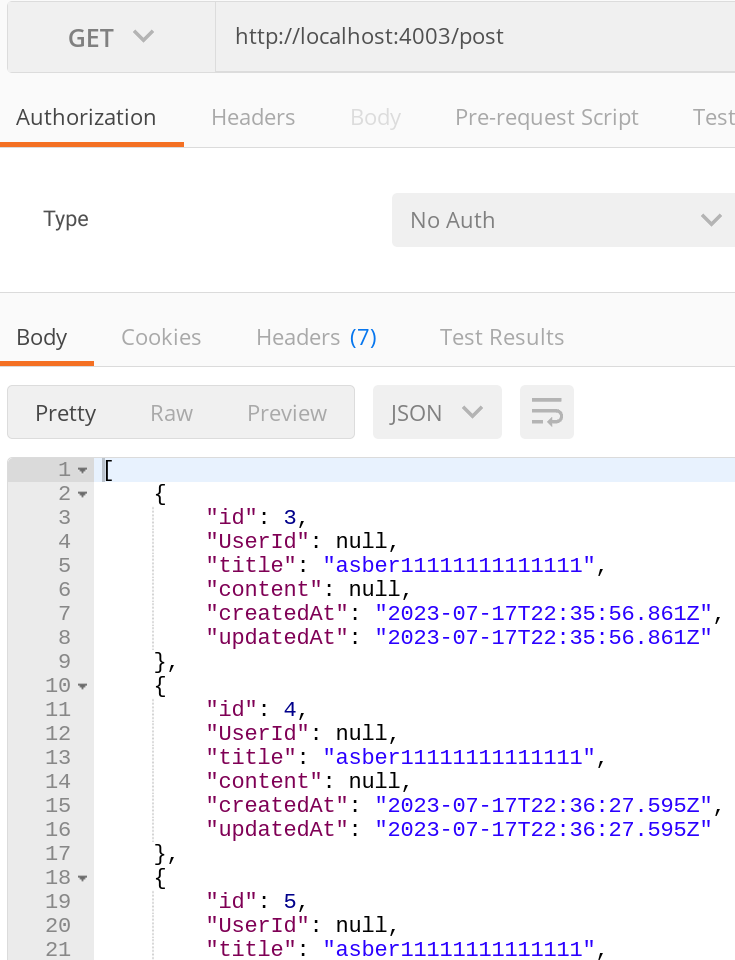 GET http://localhost:4003/post
Authorization Headers Body Pre-request Script Test
Type No Auth
Body Cookies Headers (7) Test Results
Pretty Raw Preview JSON
1 [
2 {
3 "id": 3,
4 "UserId": null,
5 "title": "asber11111111111111",
6 "content": null,
7 "createdAt": "2023-07-17T22:35:56.861Z",
8 "updatedAt": "2023-07-17T22:35:56.861Z"
9 },
10 {
11 "id": 4,
12 "UserId": null,
13 "title": "asber11111111111111",
14 "content": null,
15 "createdAt": "2023-07-17T22:36:27.595Z",
16 "updatedAt": "2023-07-17T22:36:27.595Z"
17 },
18 {
19 "id": 5,
20 "UserId": null,
21 "title": "asber11111111111111",